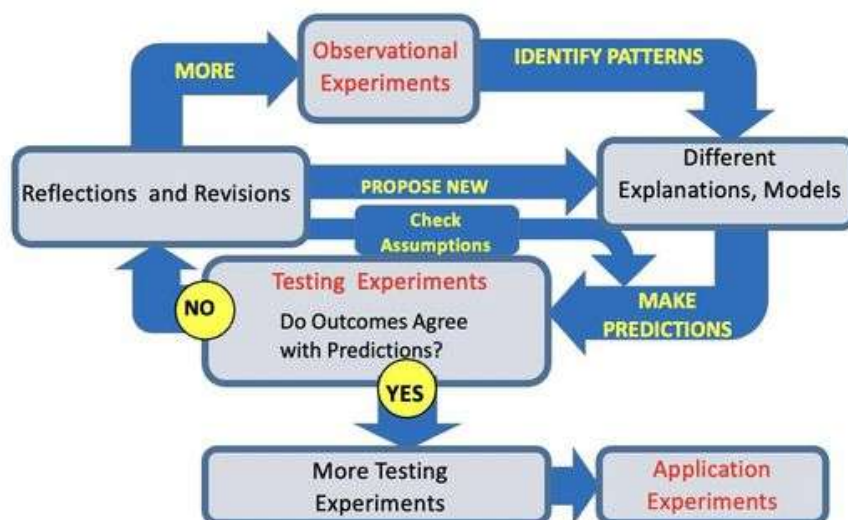 Observational
Experiments
MORE
IDENTIFY PATTERNS
Reflections and Revisions
PROPOSE NEW
Different
Explanations, Models
Check
Assumptions
Testing Experiments
Do Outcomes Agree
with Predictions?
NO
MAKE
PREDICTIONS
YES
More Testing
Experiments
Application
Experiments